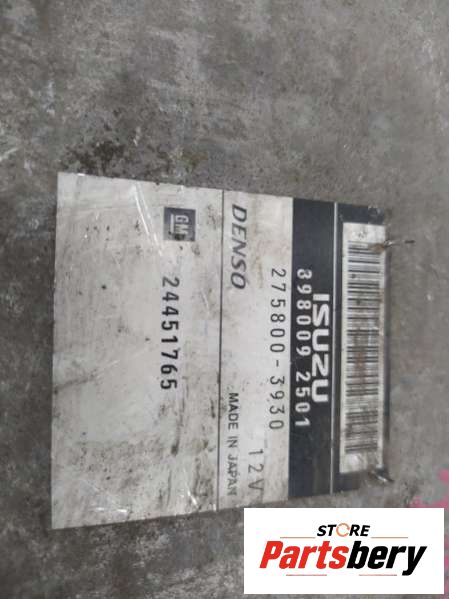 ISUZU
898009 2501
275800-3930 12V
DENSO MADE IN JAPAN
GM 24451765
STORE
Partsbery